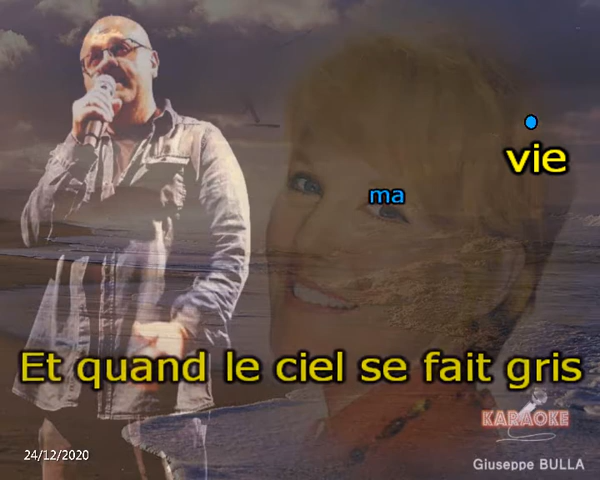 vie
ma
Et quand le ciel se fait gris
KARAOKE
24/12/2020
Giuseppe BULLA